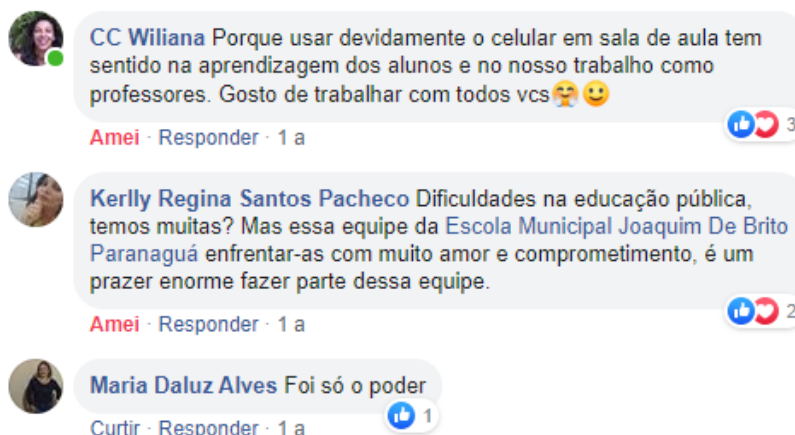 CC Wiliana Porque usar devidamente o celular em sala de aula tem
sentido na aprendizagem dos alunos e no nosso trabalho como
professores. Gosto de trabalhar com todos vcs🤗🙂
3
Amei · Responder · 1 a
Kerlly Regina Santos Pacheco Dificuldades na educação pública,
temos muitas? Mas essa equipe da Escola Municipal Joaquim De Brito
Paranaguá enfrentar-as com muito amor e comprometimento, é um
prazer enorme fazer parte dessa equipe.
2
Amei · Responder · 1 a
Maria Daluz Alves Foi só o poder
1
Curtir · Responder · 1 a